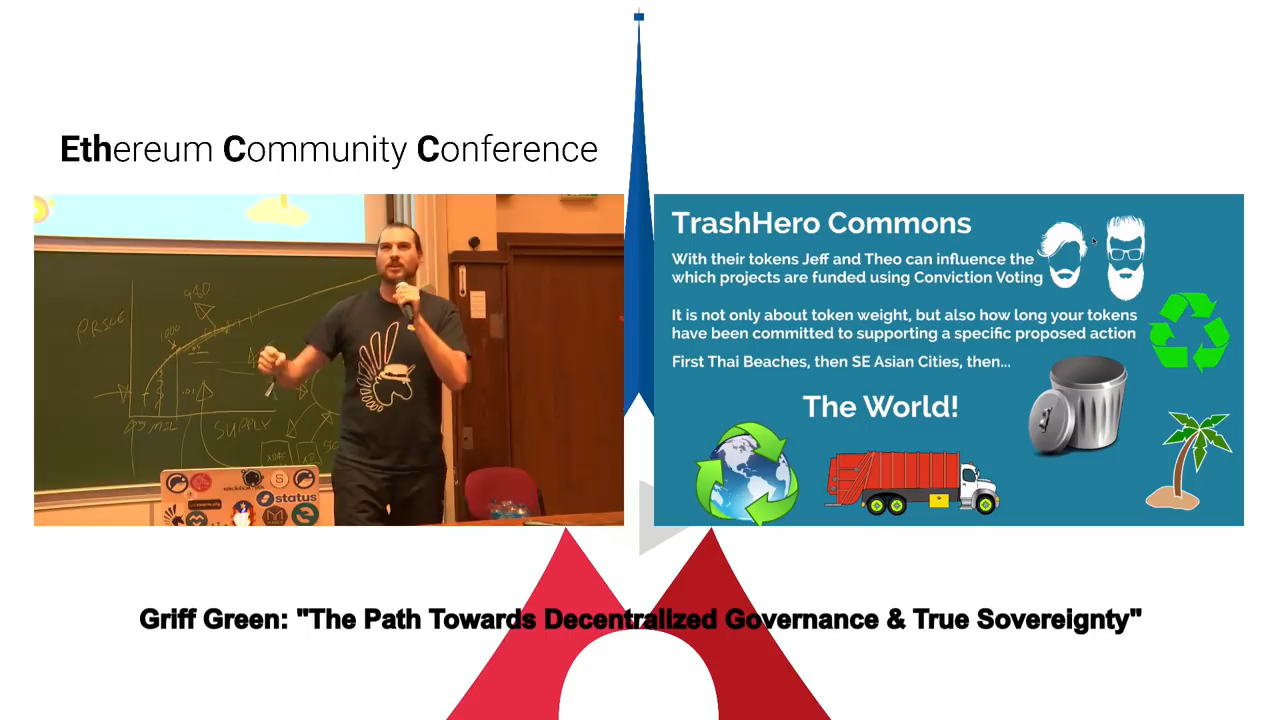 Ethereum Community Conference
PRICE
1000
SUPPLY
status
TrashHero Commons
With their tokens Jeff and Theo can influence the
which projects are funded using Conviction Voting
It is not only about token weight, but also how long your tokens
have been committed to supporting a specific proposed action
First Thai Beaches, then SE Asian Cities, then...
The World!
Griff Green: "The Path Towards Decentralized Governance & True Sovereignty"